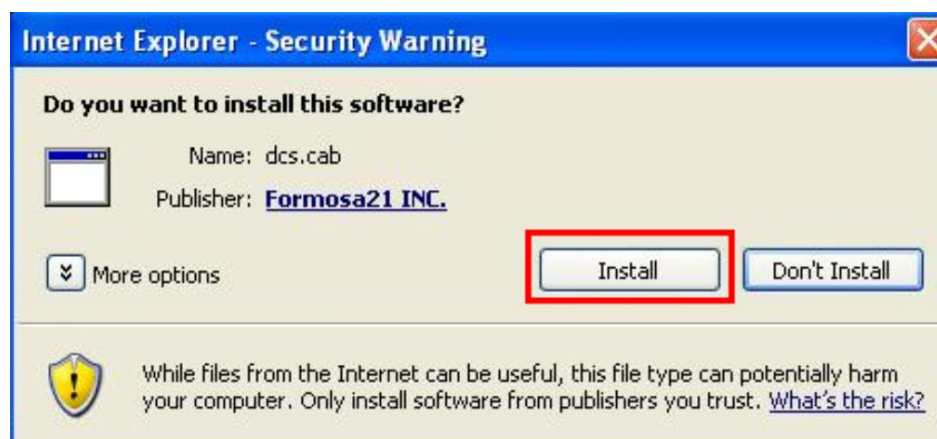 Internet Explorer - Security Warning
Do you want to install this software?
Name: dcs.cab
Publisher: Formosa21 INC.
More options
Install
Don't Install
While files from the Internet can be useful, this file type can potentially harm
your computer. Only install software from publishers you trust. What's the risk?